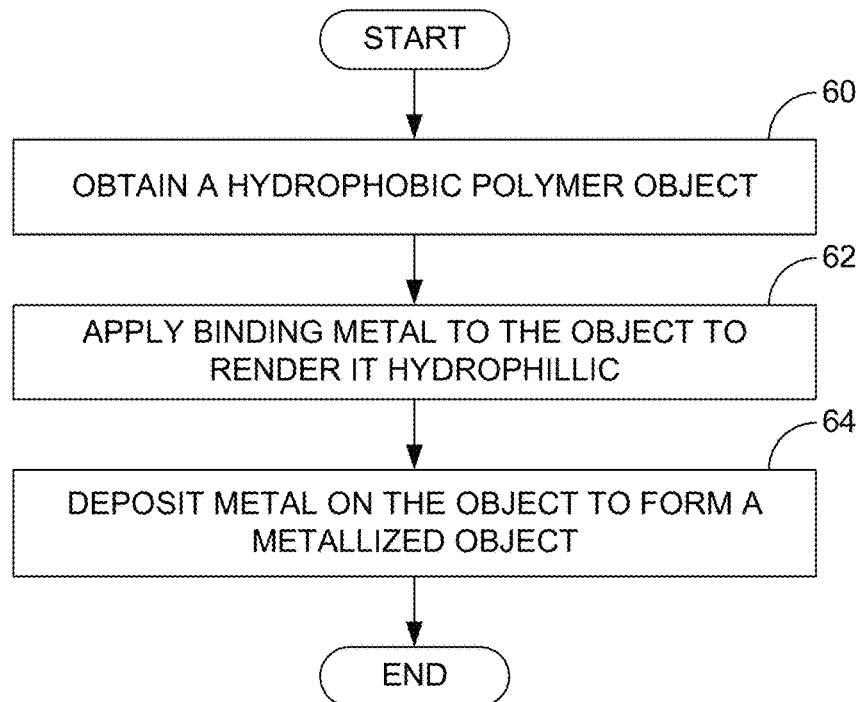 START
60
OBTAIN A HYDROPHOBIC POLYMER OBJECT
62
APPLY BINDING METAL TO THE OBJECT TO
RENDER IT HYDROPHILLIC
64
DEPOSIT METAL ON THE OBJECT TO FORM A
METALLIZED OBJECT
END